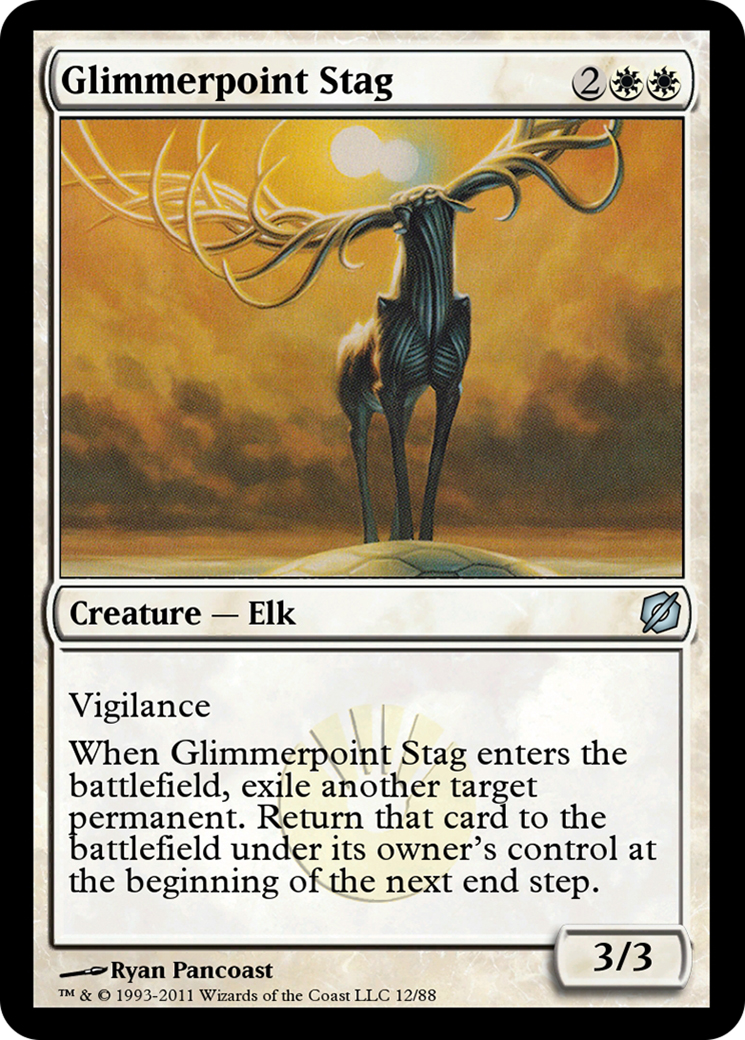 Glimmerpoint Stag 2
Creature — Elk
Vigilance
When Glimmerpoint Stag enters the
battlefield, exile another target
permanent. Return that card to the
battlefield under its owner's control at
the beginning of the next end step.
3/3
Ryan Pancoast
™ & © 1993-2011 Wizards of the Coast LLC 12/88